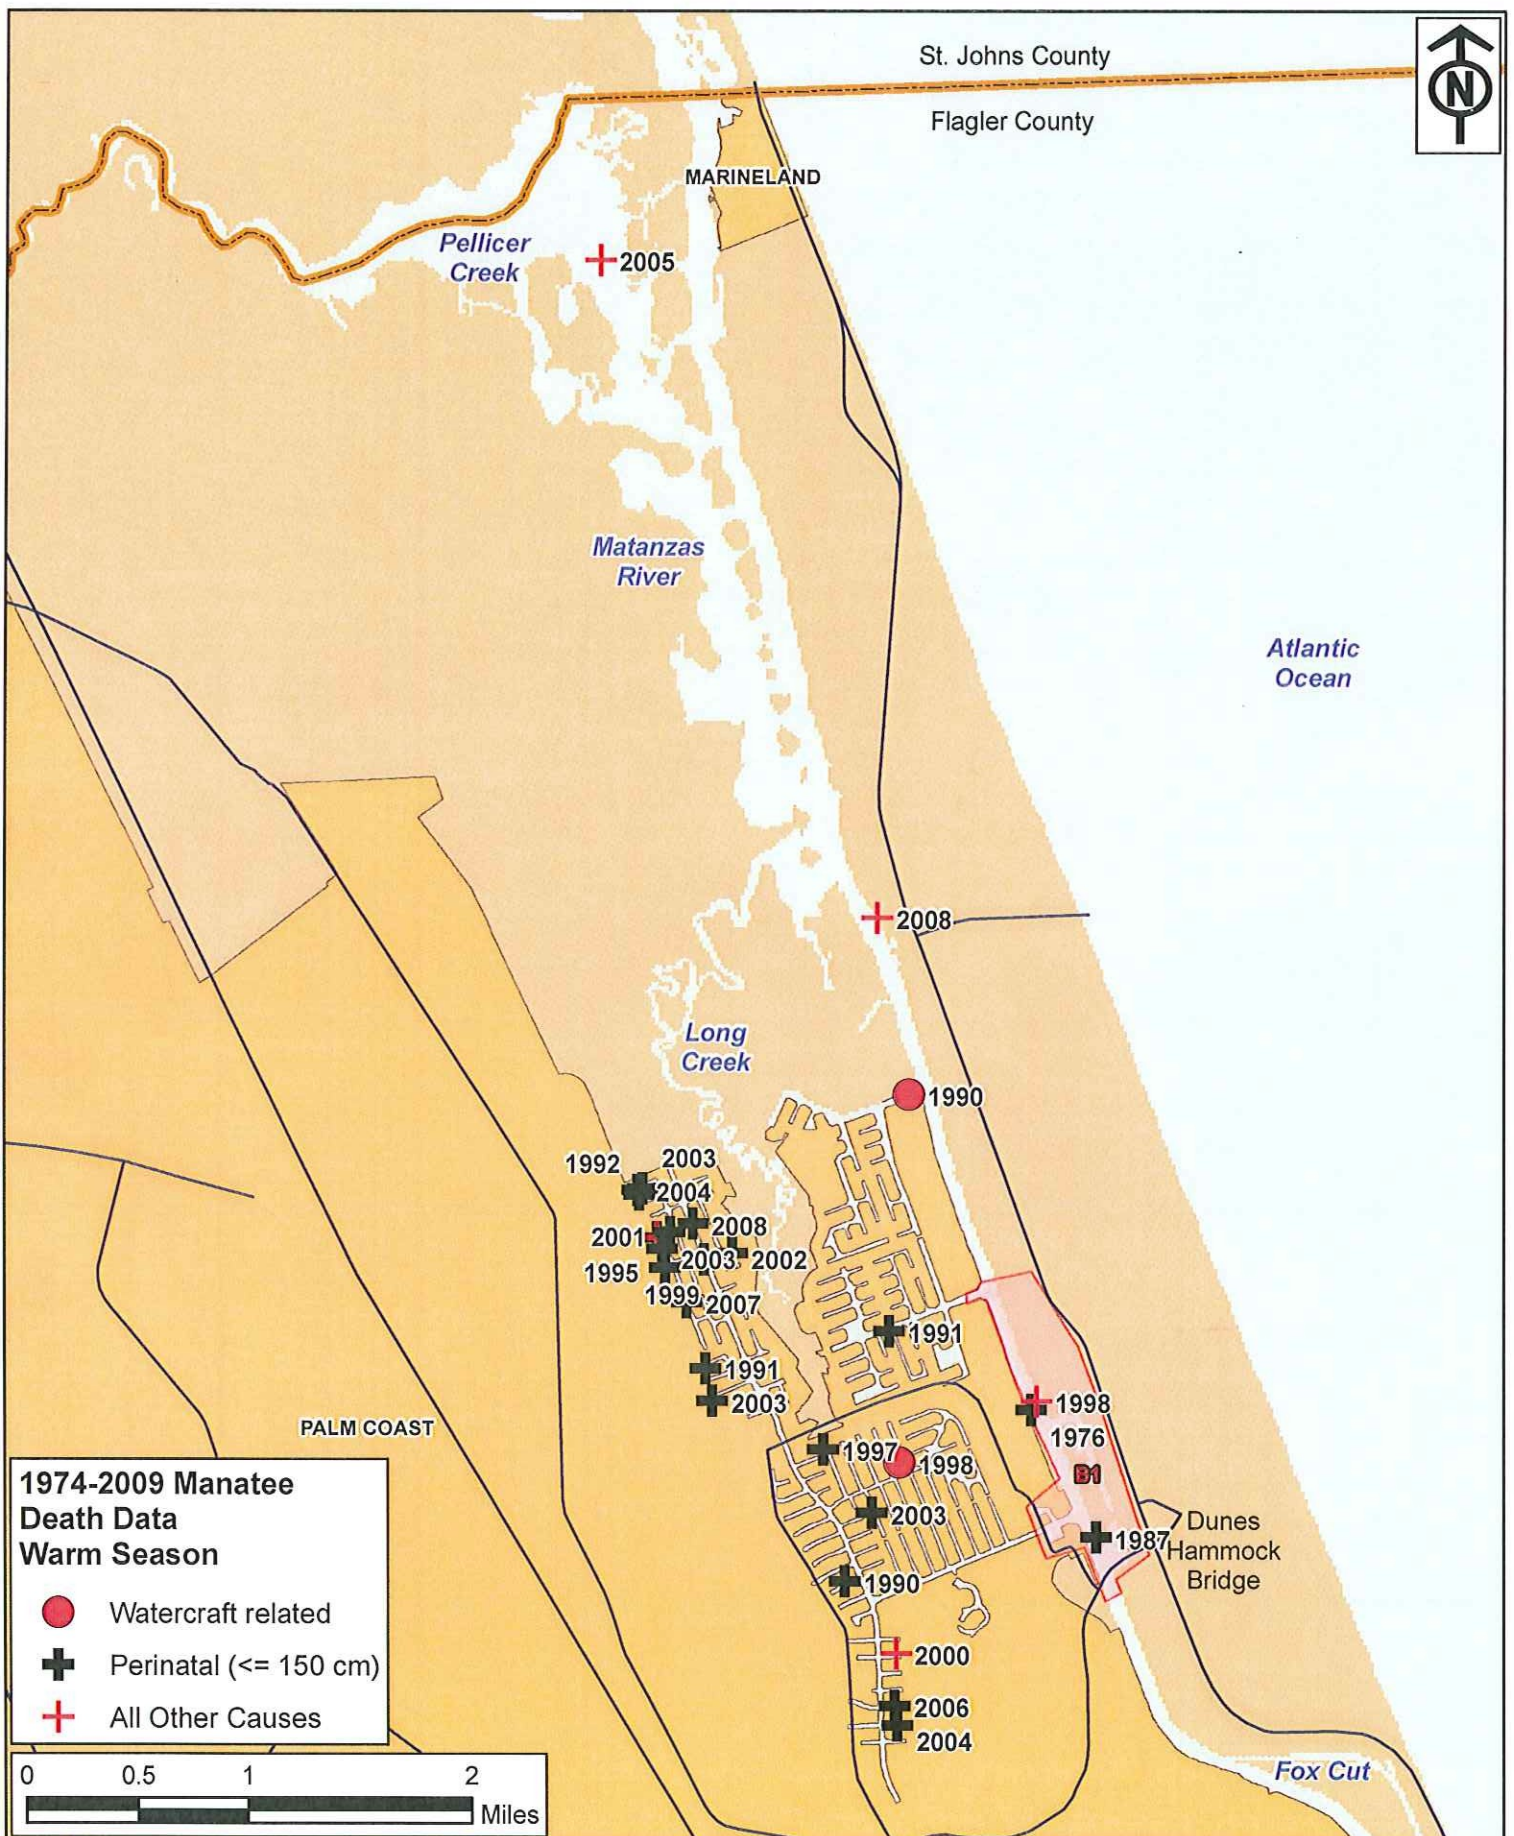 St. Johns County
Flagler County
N
MARINELAND
Pellicer
Creek
2005
Matanzas
River
Atlantic
Ocean
2008
Long
Creek
1990
1992
2003
2004
2001
2008
2003
2002
1995
1999
2007
1991
1991
2003
1998
1976
B1
PALM COAST
1997
1998
2003
1987
Dunes
Hammock
Bridge
1990
2000
2006
2004
Fox Cut
1974-2009 Manatee
Death Data
Warm Season
Watercraft related
Perinatal (<= 150 cm)
All Other Causes
0 0.5 1 2
Miles